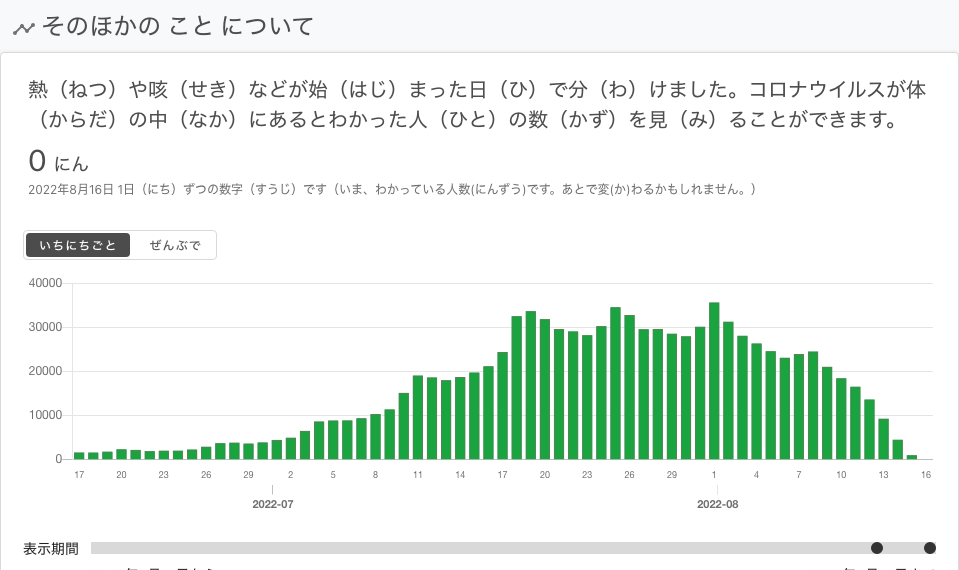 そのほかの こと について
熱（ねつ）や咳（せき）などが始（はじ）まった日（ひ）で分（わ）けました。コロナウイルスが体
（からだ）の中（なか）にあるとわかった人（ひと）の数（かず）を見（み）ることができます。
0 にん
2022年8月16日 1日（にち）ずつの数字（すうじ）です（いま、わかっている人数(にんずう)です。あとで変(か)わるかもしれません。）
いちにちごと ぜんぶで
40000
30000
20000
10000
0
17 20 23 26 29 2 5 8 11 14 17 20 23 26 29 1 4 7 10 13 16
2022-07 2022-08
表示期間